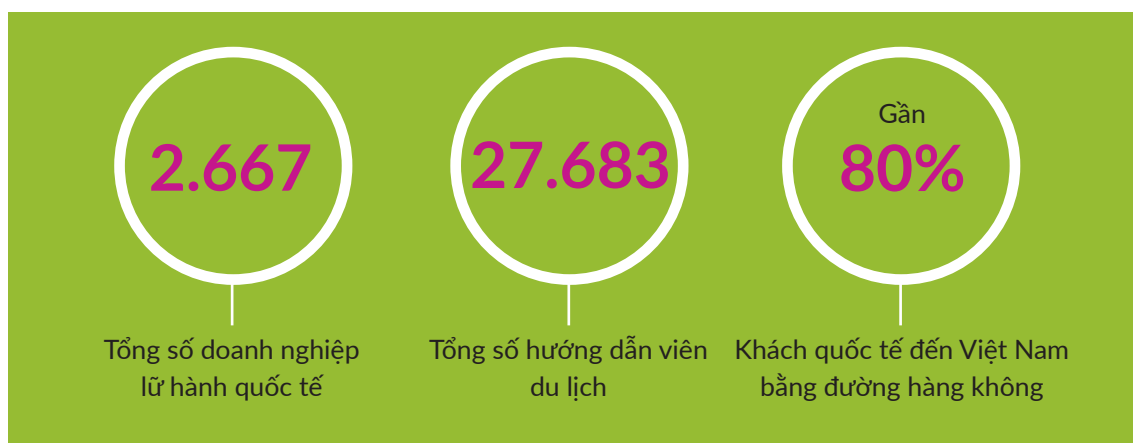 2.667
Tổng số doanh nghiệp
lữ hành quốc tế
27.683
Tổng số hướng dẫn viên
du lịch
Gần
80%
Khách quốc tế đến Việt Nam
bằng đường hàng không